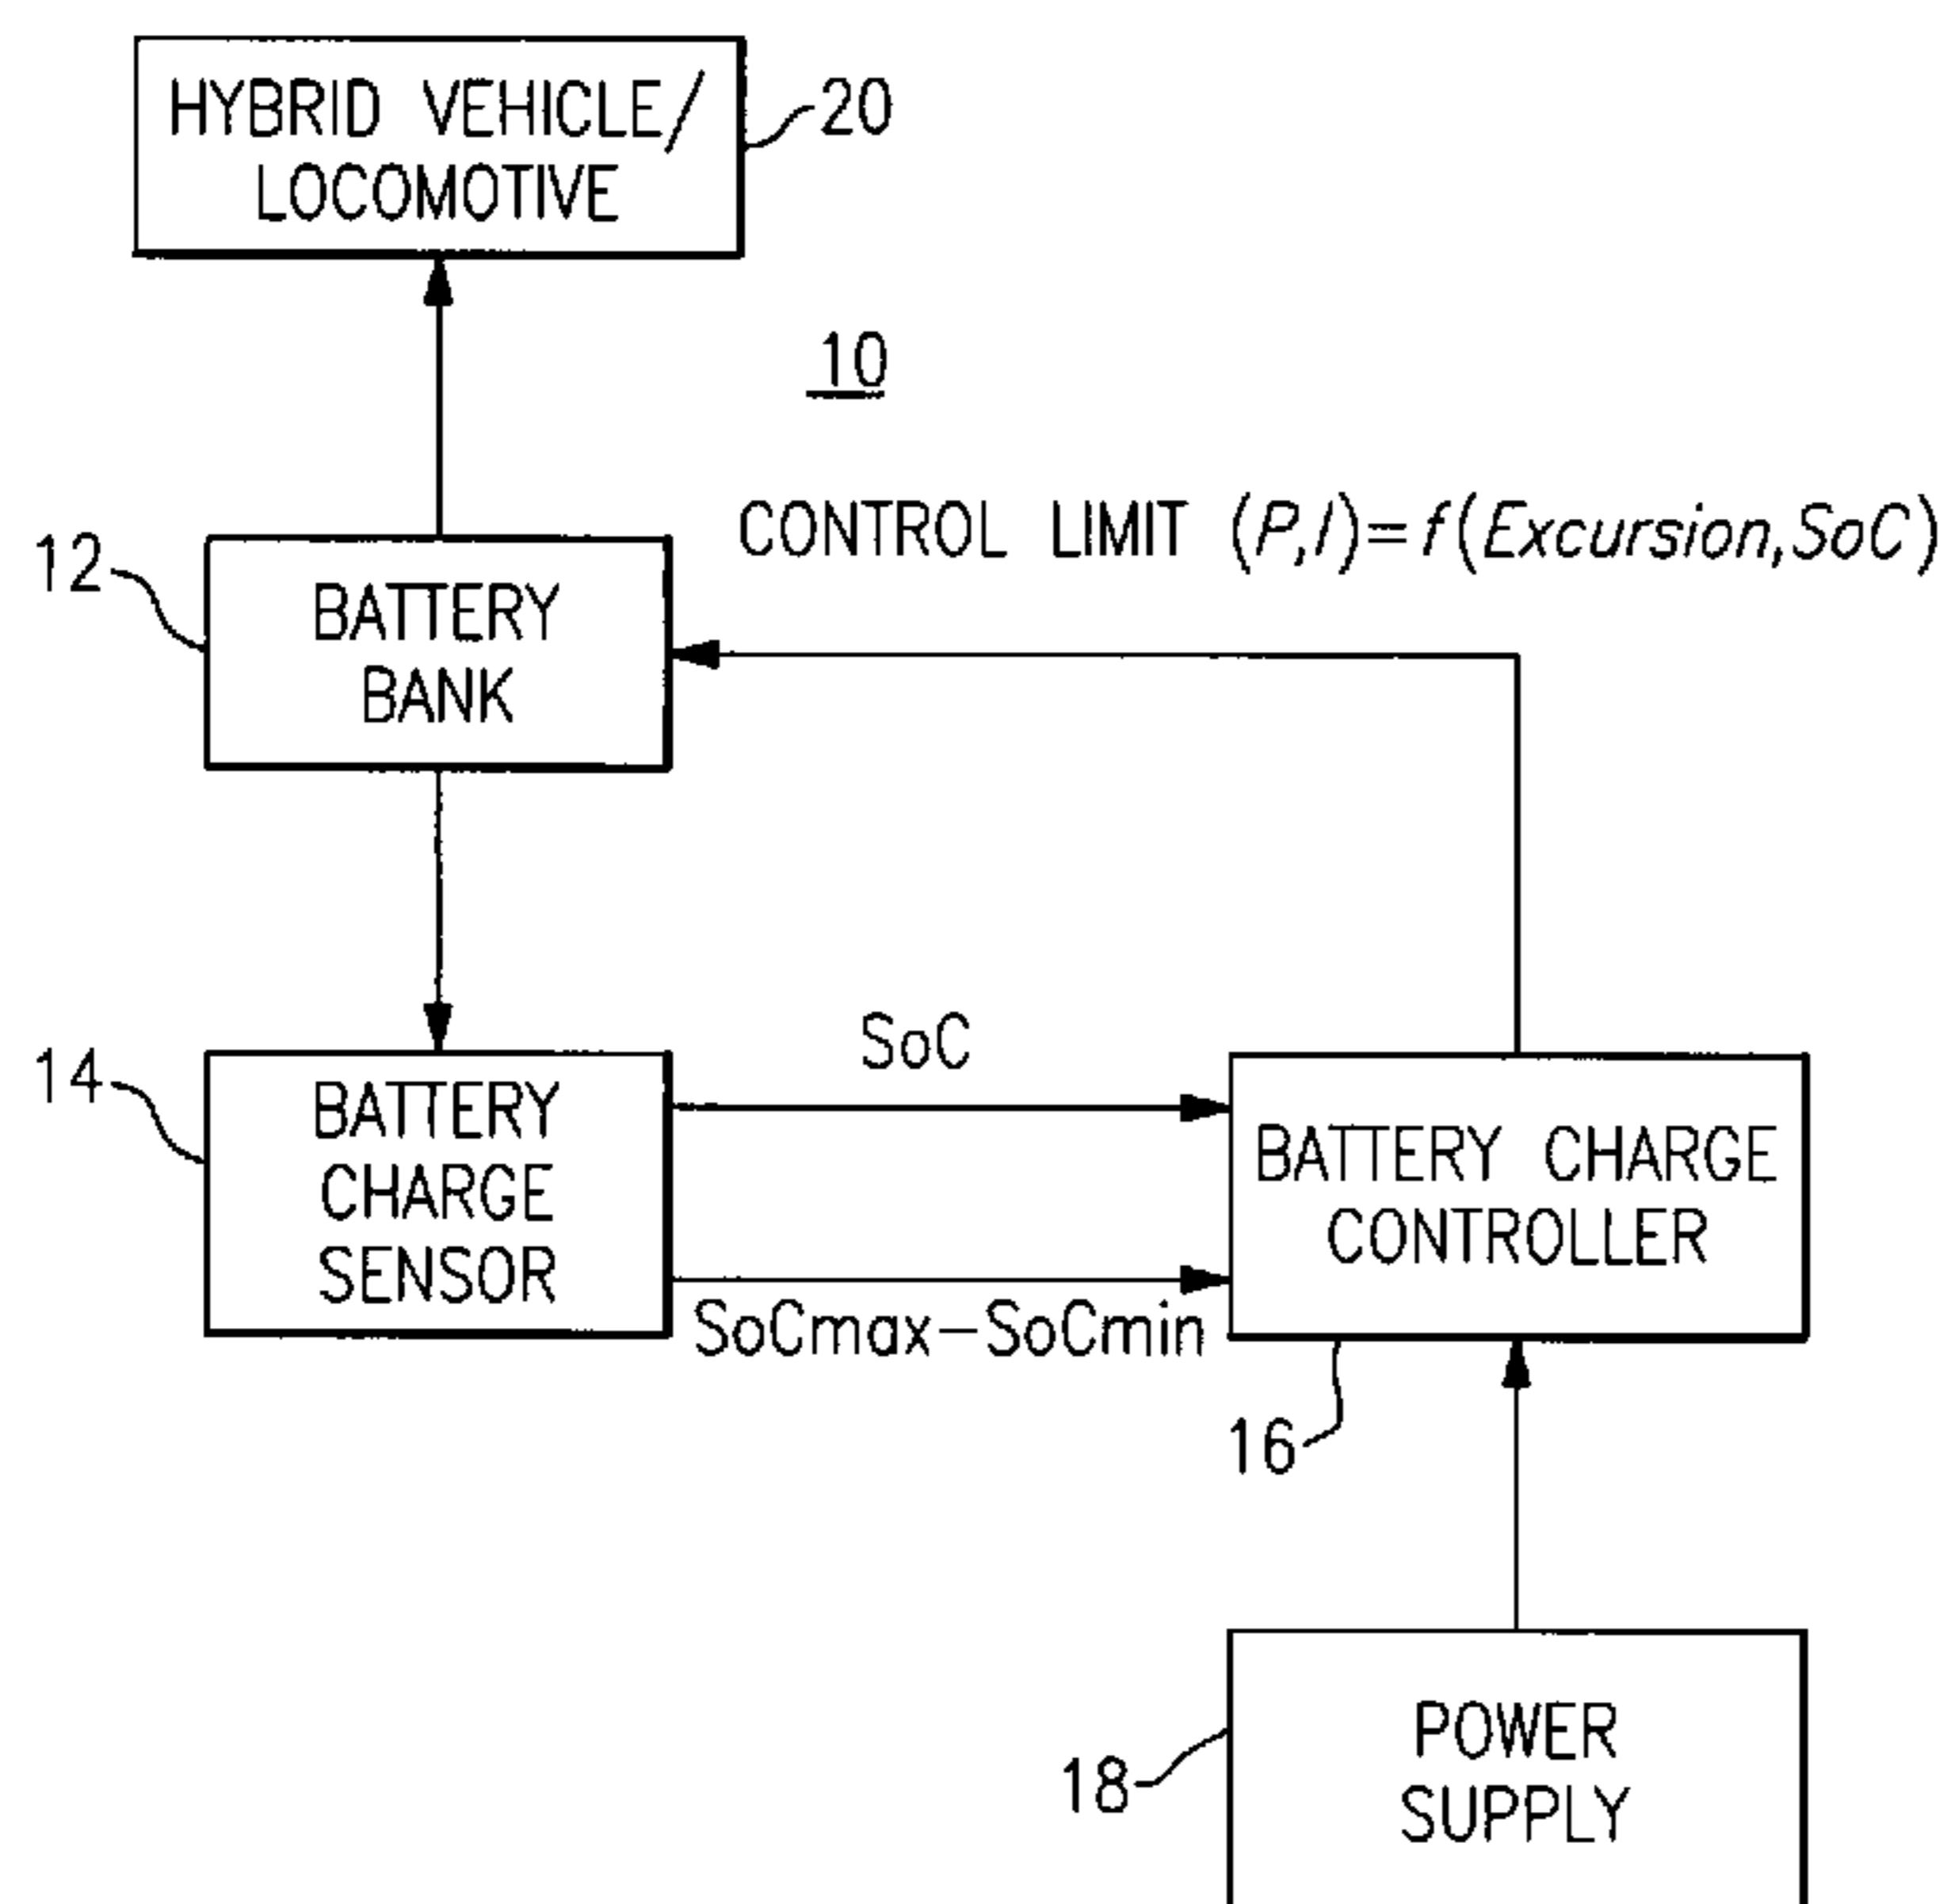 HYBRID VEHICLE/
LOCOMOTIVE
20
10
CONTROL LIMIT (P,I)=f(Excursion,SoC)
12
BATTERY
BANK
14
BATTERY
CHARGE
SENSOR
SoC
SoCmax-SoCmin
BATTERY CHARGE
CONTROLLER
16
18
POWER
SUPPLY